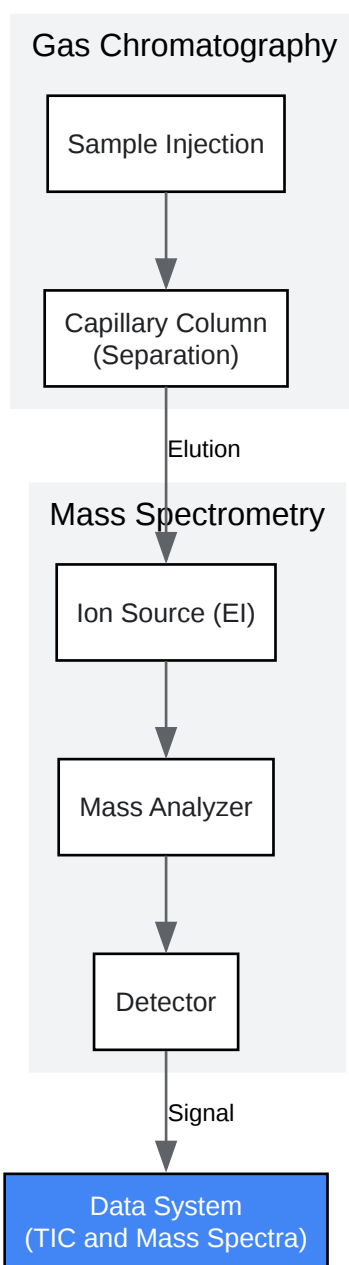 Gas Chromatography
Sample Injection
Capillary Column
(Separation)
Elution
Mass Spectrometry
Ion Source (EI)
Mass Analyzer
Detector
Signal
Data System
(TIC and Mass Spectra)